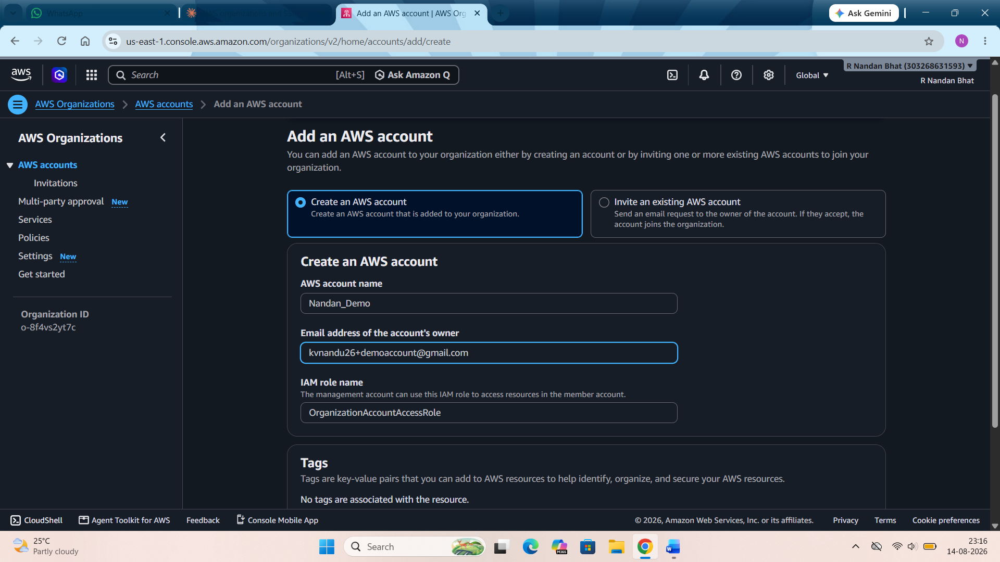 WhatsApp
Add an AWS account | AWS Org
Ask Gemini
us-east-1.console.aws.amazon.com/organizations/v2/home/accounts/add/create
N
aws
Search
[Alt+S]
Ask Amazon Q
Global
R Nandan Bhat (303268631593)
R Nandan Bhat
AWS Organizations
AWS accounts
Add an AWS account
AWS Organizations
AWS accounts
Invitations
Multi-party approval New
Services
Policies
Settings New
Get started
Organization ID
o-8f4vs2yt7c
Add an AWS account
You can add an AWS account to your organization either by creating an account or by inviting one or more existing AWS accounts to join your
organization.
Create an AWS account
Create an AWS account that is added to your organization.
Invite an existing AWS account
Send an email request to the owner of the account. If they accept, the
account joins the organization.
Create an AWS account
AWS account name
Nandan_Demo
Email address of the account's owner
kvnandu26+demoaccount@gmail.com
IAM role name
The management account can use this IAM role to access resources in the member account.
OrganizationAccountAccessRole
Tags
Tags are key-value pairs that you can add to AWS resources to help identify, organize, and secure your AWS resources.
No tags are associated with the resource.
CloudShell
Agent Toolkit for AWS
Feedback
Console Mobile App
© 2026, Amazon Web Services, Inc. or its affiliates.
Privacy
Terms
Cookie preferences
25°C
Partly cloudy
Search
M365
W
23:16
14-08-2026